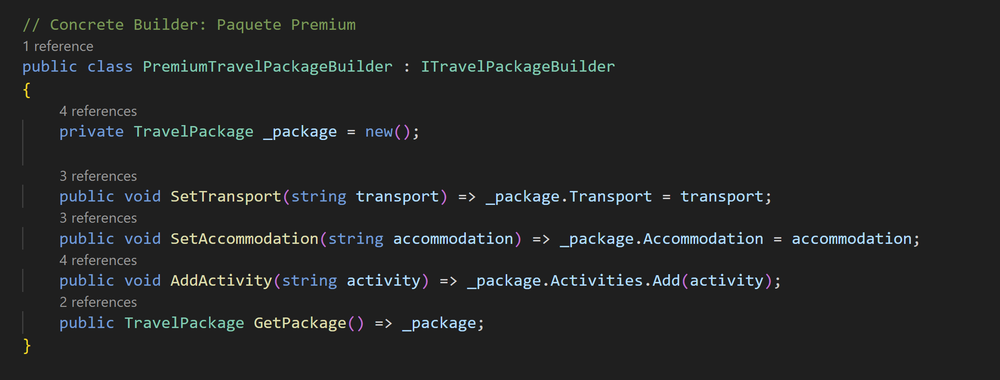 // Concrete Builder: Paquete Premium
1 reference
public class PremiumTravelPackageBuilder : ITravelPackageBuilder
{
4 references
private TravelPackage _package = new();
3 references
public void SetTransport(string transport) => _package.Transport = transport;
3 references
public void SetAccommodation(string accommodation) => _package.Accommodation = accommodation;
4 references
public void AddActivity(string activity) => _package.Activities.Add(activity);
2 references
public TravelPackage GetPackage() => _package;
}